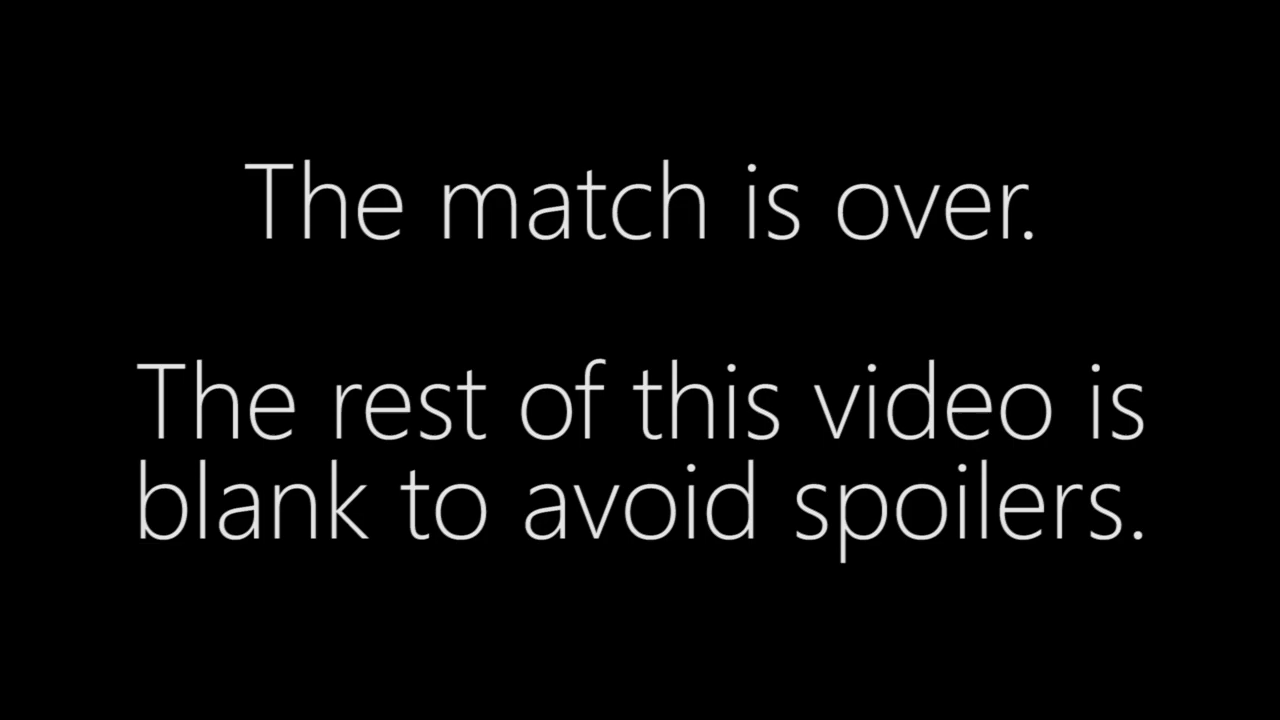 The match is over.
The rest of this video is
blank to avoid spoilers.